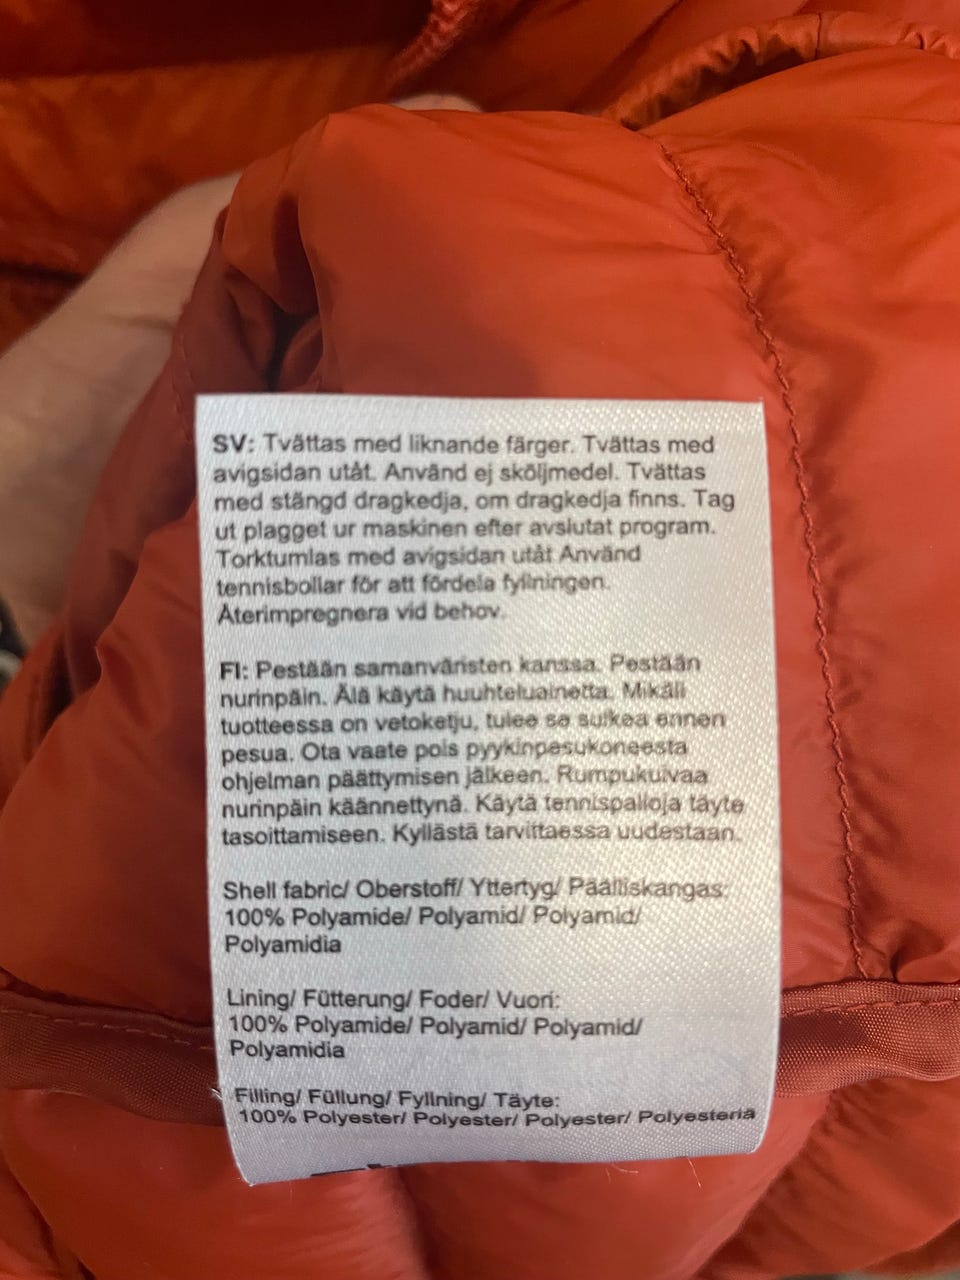 SV: Tvättas med liknande färger. Tvättas med
avigsidan utåt. Använd ej sköljmedel. Tvättas
med stängd dragkedja, om dragkedja finns. Tag
ut plagget ur maskinen efter avslutat program.
Torktumlas med avigsidan utåt Använd
tennisbollar för att fördela fyllningen.
Återimpregnera vid behov.
FI: Pestään samanväristen kanssa. Pestään
nurinpäin. Älä käytä huuhteluainetta. Mikäli
tuotteessa on vetoketju, tulee se sulkea ennen
pesua. Ota vaate pois pyykinpesukoneesta
ohjelman päättymisen jälkeen. Rumpukuivaa
nurinpäin käännettynä. Käytä tennispalloja täyte
tasoittamiseen. Kyllästä tarvittaessa uudestaan.
Shell fabric/ Oberstoff/ Yttertyg/ Päälliskangas:
100% Polyamide/ Polyamid/ Polyamid/
Polyamidia
Lining/ Fütterung/ Foder/ Vuori:
100% Polyamide/ Polyamid/ Polyamid/
Polyamidia
Filling/ Füllung/ Fyllning/ Täyte:
100% Polyester/ Polyester/ Polyester/ Polyesteriä